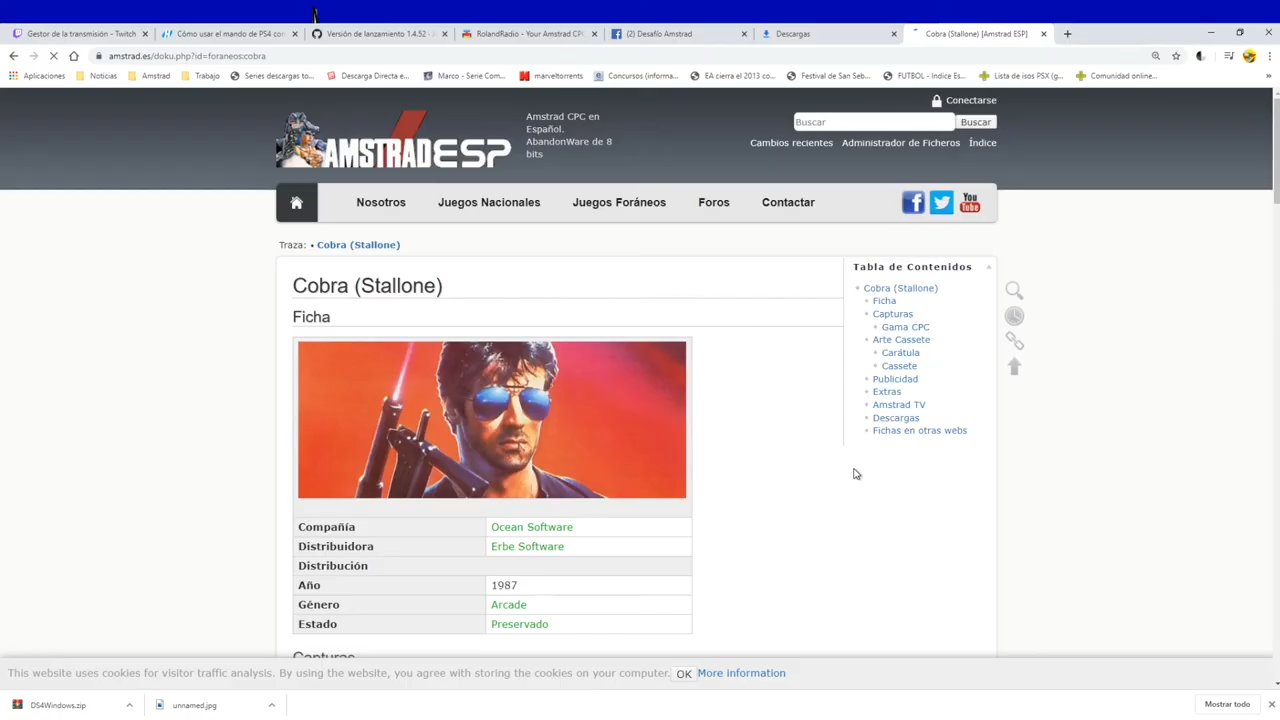 Gestor de la transmisión - Twitch
Cómo usar el mando de PS4 con
Versión de lanzamiento 1.4.52 - J
RolandRadio - Your Amstrad CP
(2) Desafío Amstrad
Descargas
Cobra (Stallone) [Amstrad ESP]
amstrad.es/doku.php?id=foraneos:cobra
Aplicaciones
Noticias
Amstrad
Trabajo
Series descargas to...
Descarga Directa e...
Marco - Serie Com...
marveltorrents
Concursos (informa...
EA cierra el 2013 co...
Festival de San Seb...
FUTBOL - Indice Es...
Lista de isos PSX (g...
Comunidad online...
Conectarse
AMSTRADESP
Amstrad CPC en
Español.
AbandonWare de 8
bits
Buscar
Buscar
Cambios recientes
Administrador de Ficheros
Índice
Nosotros
Juegos Nacionales
Juegos Foráneos
Foros
Contactar
You
Tube
Traza: • Cobra (Stallone)
Cobra (Stallone)
Ficha
Compañía
Ocean Software
Distribuidora
Erbe Software
Distribución
Año
1987
Género
Arcade
Estado
Preservado
Capturas
Tabla de Contenidos
Cobra (Stallone)
Ficha
Capturas
Gama CPC
Arte Cassete
Carátula
Cassete
Publicidad
Extras
Amstrad TV
Descargas
Fichas en otras webs
This website uses cookies for visitor traffic analysis. By using the website, you agree with storing the cookies on your computer.
OK
More information
DS4Windows.zip
unnamed.jpg
Mostrar todo